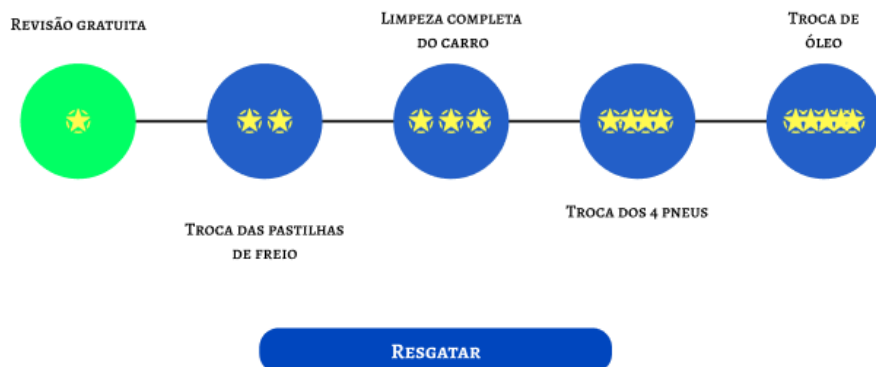 Revisão gratuita
Limpeza completa
do carro
Troca de
óleo
Troca das pastilhas
de freio
Troca dos 4 pneus
Resgatar